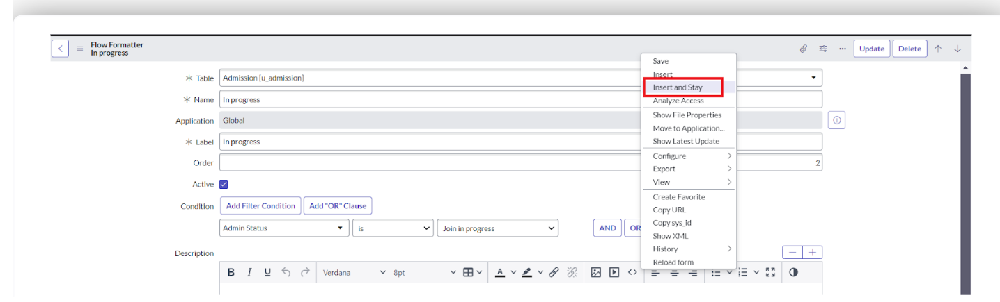 Flow Formatter
In progress
Update
Delete
Table
Admission [u_admission]
Name
In progress
Application
Global
Label
In progress
Order
2
Active
Condition
Add Filter Condition
Add "OR" Clause
Admin Status
is
Join in progress
AND
OR
Description
B I U
Verdana
8pt
A
Save
Insert
Insert and Stay
Analyze Access
Show File Properties
Move to Application...
Show Latest Update
Configure
Export
View
Create Favorite
Copy URL
Copy sys_id
Show XML
History
Reload form